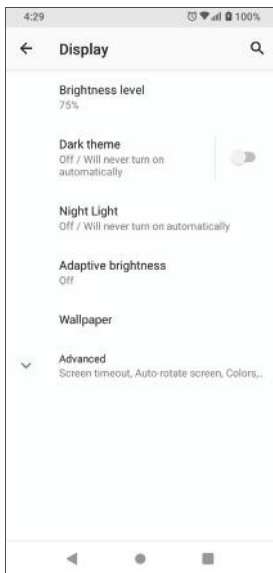 4:29
100%
Display
Brightness level
75%
Dark theme
Off / Will never turn on
automatically
Night Light
Off / Will never turn on automatically
Adaptive brightness
Off
Wallpaper
Advanced
Screen timeout, Auto-rotate screen, Colors,..